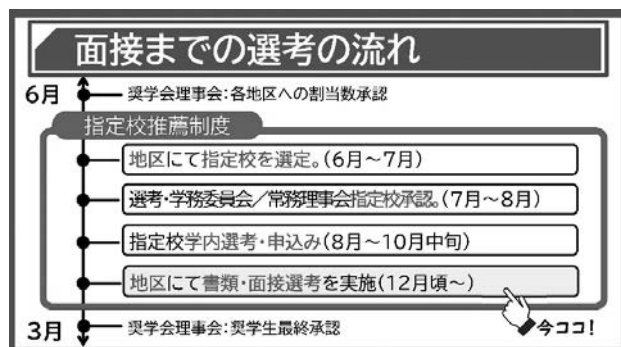 面接までの選考の流れ
6月 奨学会理事会：各地区への割当数承認
指定校推薦制度
地区にて指定校を選定。(6月～7月)
選考・学務委員会／常務理事会指定校承認。(7月～8月)
指定校学内選考・申込み(8月～10月中旬)
地区にて書類・面接選考を実施(12月頃～)
今ココ！
3月 奨学会理事会：奨学生最終承認